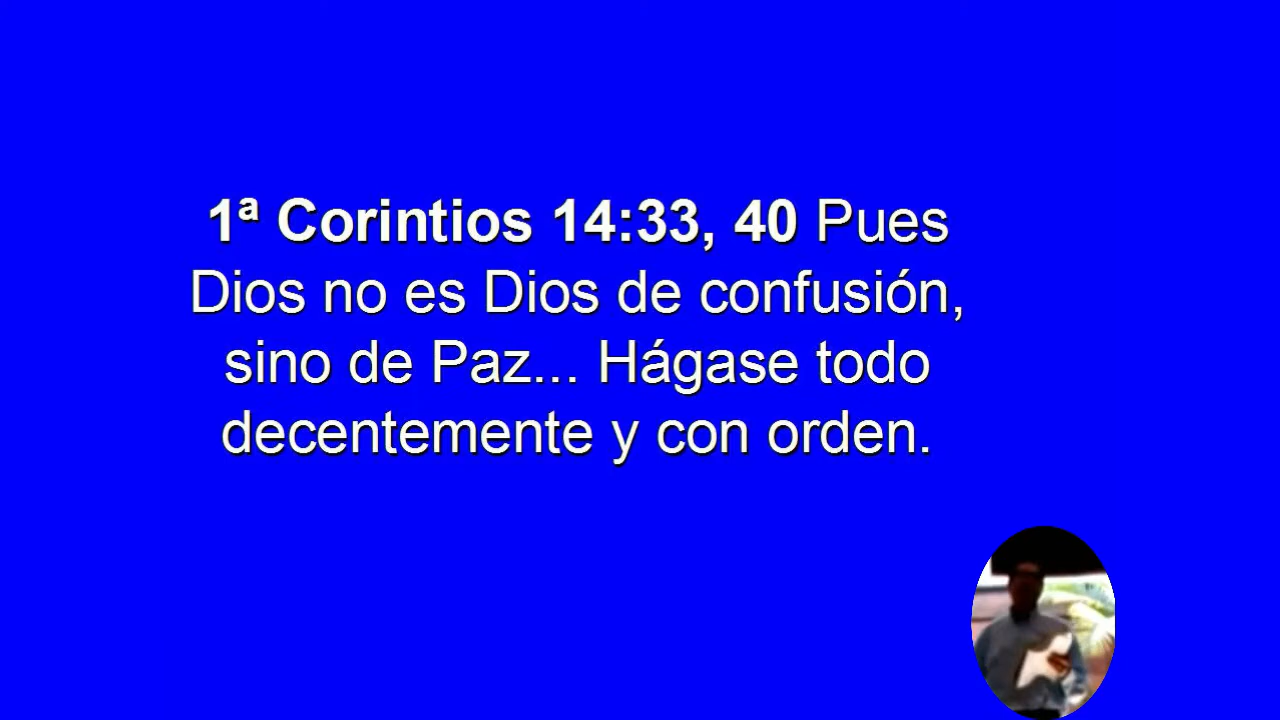 1ª Corintios 14:33, 40 Pues
Dios no es Dios de confusión,
sino de Paz... Hágase todo
decentemente y con orden.